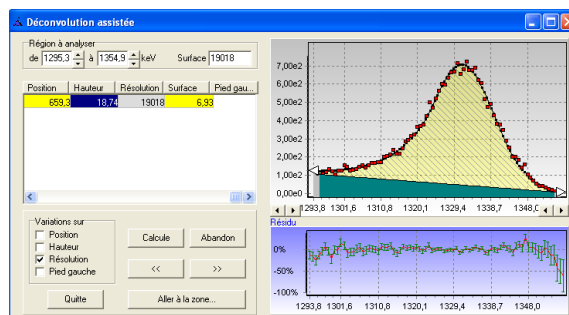 Déconvolution assistée
Région à analyser
de 1295,3 à 1354,9 keV Surface 19018
Position Hauteur Résolution Surface Pied gau...
659,3 18,74 19018 6,93
Variations sur
Position
Hauteur
Résolution
Pied gauche
Calcule Abandon
<< >>
Quitte Aller à la zone...
7,00e2
6,00e2
5,00e2
4,00e2
3,00e2
2,00e2
1,00e2
0,00e0
1293,8 1301,6 1310,8 1320,1 1329,4 1338,7 1348,0
Résidu
0%
-50%
-100%
1293,8 1301,6 1310,8 1320,1 1329,4 1338,7 1348,0